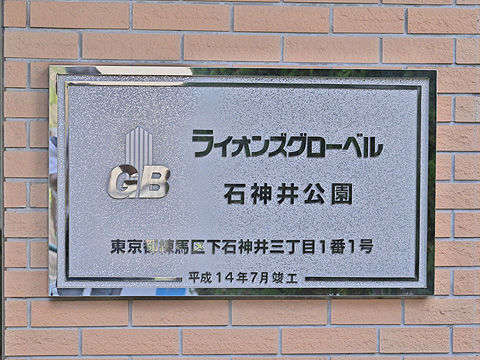 GB
ライオンズグローベル
石神井公園
東京都練馬区下石神井三丁目1番1号
平成14年7月竣工